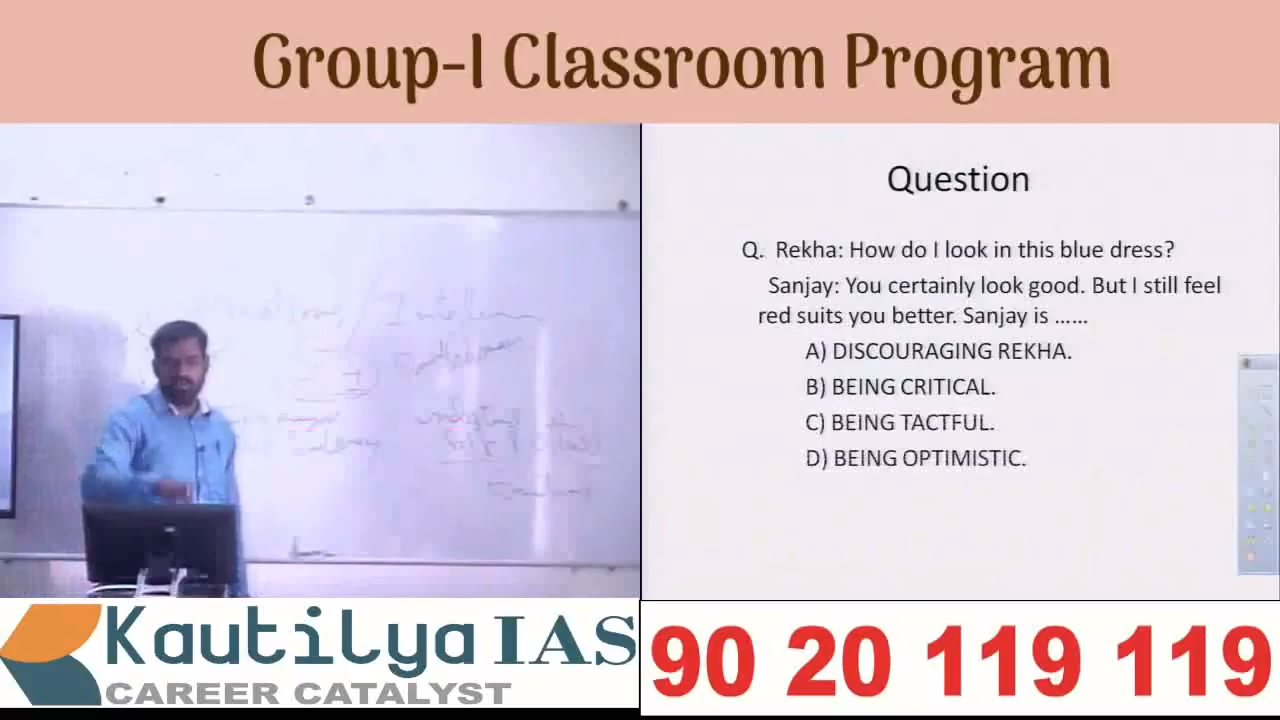 Group-I Classroom Program
Question
Q. Rekha: How do I look in this blue dress?
Sanjay: You certainly look good. But I still feel
red suits you better. Sanjay is ……
A) DISCOURAGING REKHA.
B) BEING CRITICAL.
C) BEING TACTFUL.
D) BEING OPTIMISTIC.
Kautilya IAS
CAREER CATALYST
90 20 119 119